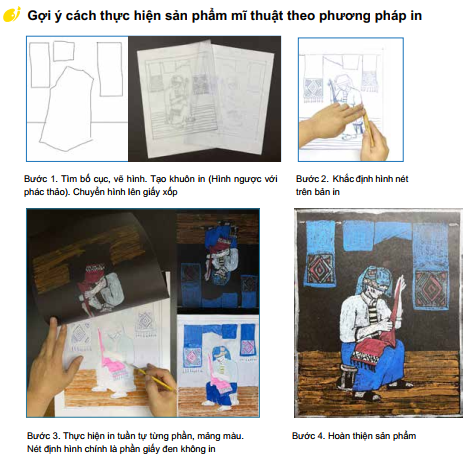 Gợi ý cách thực hiện sản phẩm mĩ thuật theo phương pháp in
Bước 1. Tìm bố cục, vẽ hình. Tạo khuôn in (Hình ngược với
phác thảo). Chuyển hình lên giấy xốp
Bước 2. Khắc định hình nét
trên bản in
Bước 3. Thực hiện in tuần tự từng phần, mảng màu.
Nét định hình chính là phần giấy đen không in
Bước 4. Hoàn thiện sản phẩm